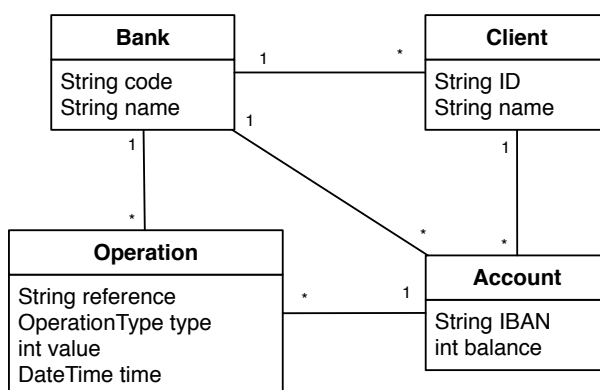 Bank
String code
String name
1
*
Client
String ID
String name
1
1
1
*
*
*
Operation
String reference
OperationType type
int value
DateTime time
*
1
Account
String IBAN
int balance